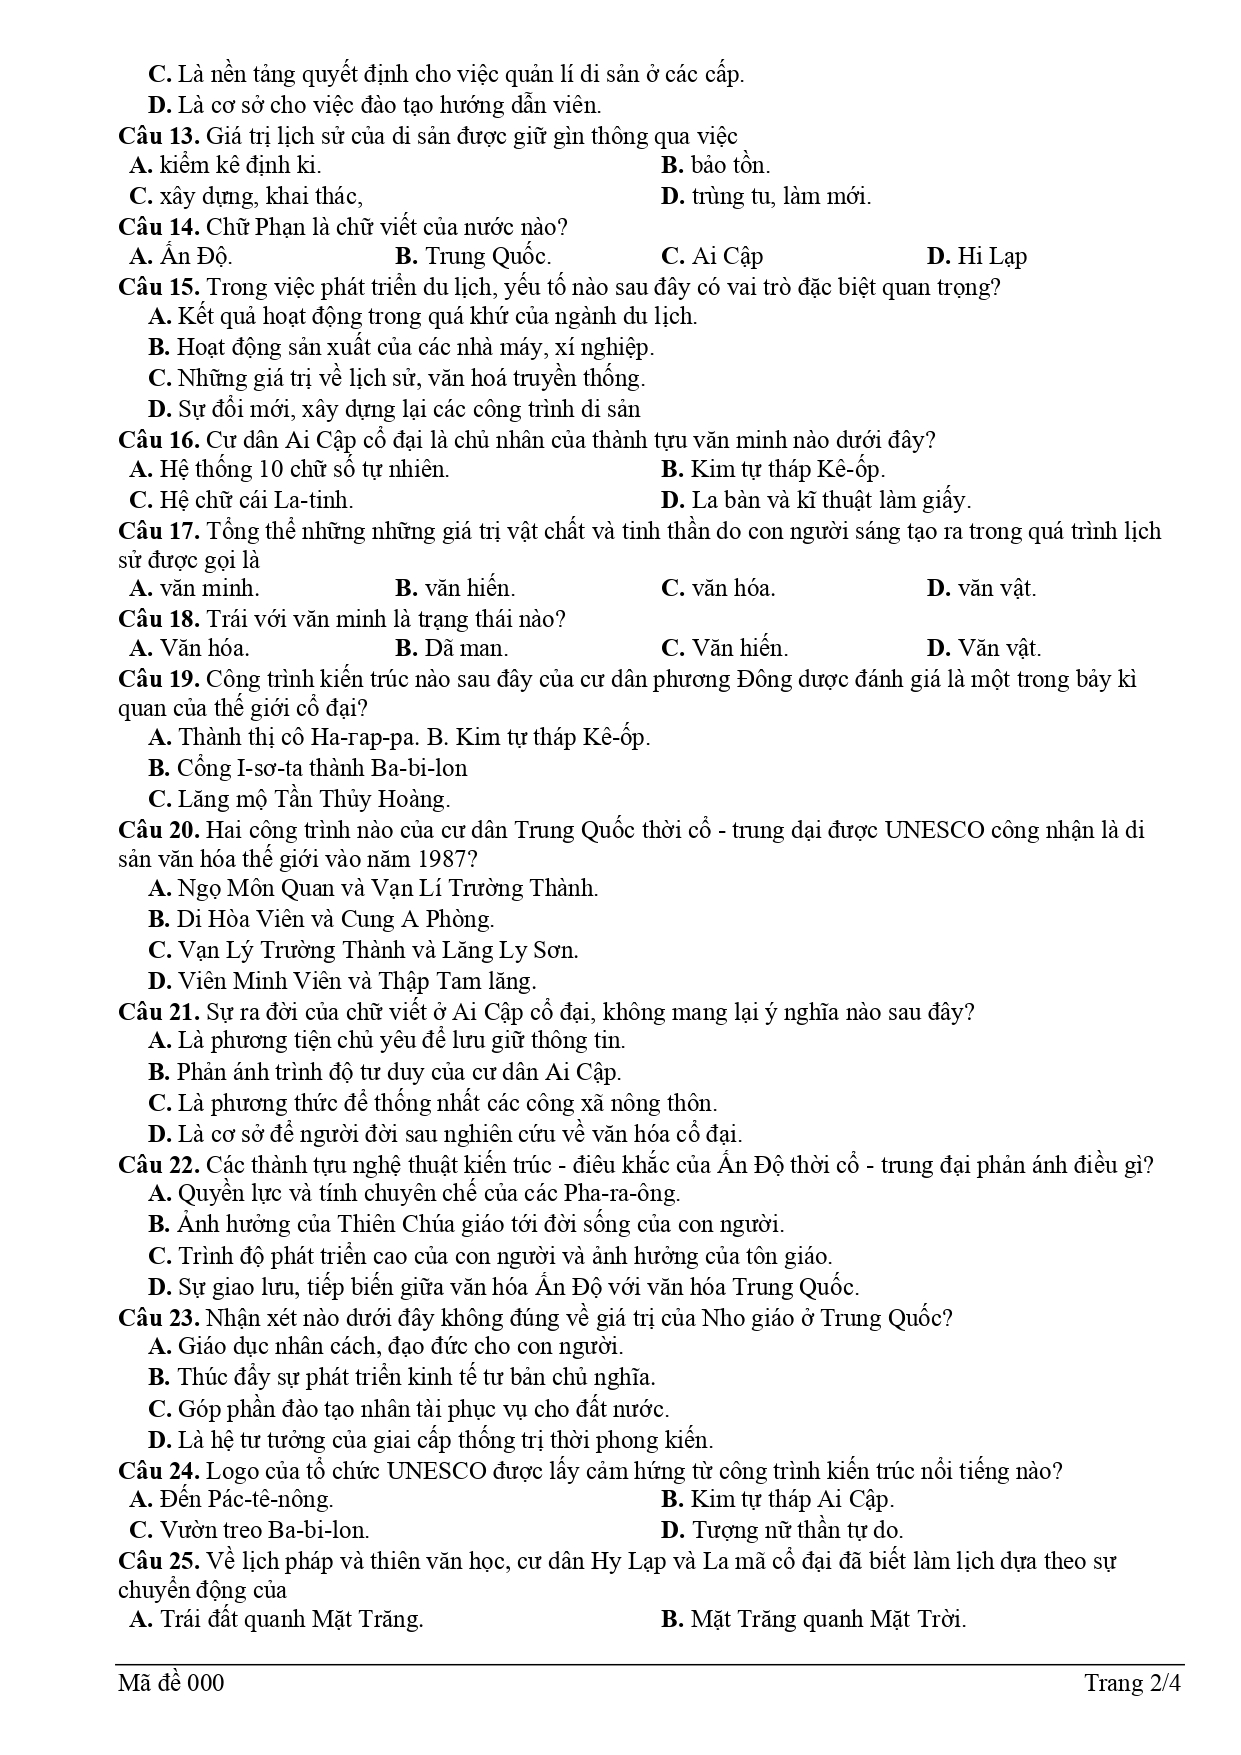 C. Là nền tảng quyết định cho việc quản lí di sản ở các cấp.
D. Là cơ sở cho việc đào tạo hướng dẫn viên.
Câu 13. Giá trị lịch sử của di sản được giữ gìn thông qua việc
A. kiểm kê định ki. B. bảo tồn.
C. xây dựng, khai thác, D. trùng tu, làm mới.
Câu 14. Chữ Phạn là chữ viết của nước nào?
A. Ấn Độ. B. Trung Quốc. C. Ai Cập D. Hi Lạp
Câu 15. Trong việc phát triển du lịch, yếu tố nào sau đây có vai trò đặc biệt quan trọng?
A. Kết quả hoạt động trong quá khứ của ngành du lịch.
B. Hoạt động sản xuất của các nhà máy, xí nghiệp.
C. Những giá trị về lịch sử, văn hoá truyền thống.
D. Sự đổi mới, xây dựng lại các công trình di sản
Câu 16. Cư dân Ai Cập cổ đại là chủ nhân của thành tựu văn minh nào dưới đây?
A. Hệ thống 10 chữ số tự nhiên. B. Kim tự tháp Kê-ốp.
C. Hệ chữ cái La-tinh. D. La bàn và kĩ thuật làm giấy.
Câu 17. Tổng thể những những giá trị vật chất và tinh thần do con người sáng tạo ra trong quá trình lịch
sử được gọi là
A. văn minh. B. văn hiến. C. văn hóa. D. văn vật.
Câu 18. Trái với văn minh là trạng thái nào?
A. Văn hóa. B. Dã man. C. Văn hiến. D. Văn vật.
Câu 19. Công trình kiến trúc nào sau đây của cư dân phương Đông dược đánh giá là một trong bảy kì
quan của thế giới cổ đại?
A. Thành thị cô Ha-rap-pa. B. Kim tự tháp Kê-ốp.
B. Cổng I-sơ-ta thành Ba-bi-lon
C. Lăng mộ Tần Thủy Hoàng.
Câu 20. Hai công trình nào của cư dân Trung Quốc thời cổ - trung dại được UNESCO công nhận là di
sản văn hóa thế giới vào năm 1987?
A. Ngọ Môn Quan và Vạn Lí Trường Thành.
B. Di Hòa Viên và Cung A Phòng.
C. Vạn Lý Trường Thành và Lăng Ly Sơn.
D. Viên Minh Viên và Thập Tam lăng.
Câu 21. Sự ra đời của chữ viết ở Ai Cập cổ đại, không mang lại ý nghĩa nào sau đây?
A. Là phương tiện chủ yêu để lưu giữ thông tin.
B. Phản ánh trình độ tư duy của cư dân Ai Cập.
C. Là phương thức để thống nhất các công xã nông thôn.
D. Là cơ sở để người đời sau nghiên cứu về văn hóa cổ đại.
Câu 22. Các thành tựu nghệ thuật kiến trúc - điêu khắc của Ấn Độ thời cổ - trung đại phản ánh điều gì?
A. Quyền lực và tính chuyên chế của các Pha-ra-ông.
B. Ảnh hưởng của Thiên Chúa giáo tới đời sống của con người.
C. Trình độ phát triển cao của con người và ảnh hưởng của tôn giáo.
D. Sự giao lưu, tiếp biến giữa văn hóa Ấn Độ với văn hóa Trung Quốc.
Câu 23. Nhận xét nào dưới đây không đúng về giá trị của Nho giáo ở Trung Quốc?
A. Giáo dục nhân cách, đạo đức cho con người.
B. Thúc đẩy sự phát triển kinh tế tư bản chủ nghĩa.
C. Góp phần đào tạo nhân tài phục vụ cho đất nước.
D. Là hệ tư tưởng của giai cấp thống trị thời phong kiến.
Câu 24. Logo của tổ chức UNESCO được lấy cảm hứng từ công trình kiến trúc nổi tiếng nào?
A. Đến Pác-tê-nông. B. Kim tự tháp Ai Cập.
C. Vườn treo Ba-bi-lon. D. Tượng nữ thần tự do.
Câu 25. Về lịch pháp và thiên văn học, cư dân Hy Lạp và La mã cổ đại đã biết làm lịch dựa theo sự
chuyển động của
A. Trái đất quanh Mặt Trăng. B. Mặt Trăng quanh Mặt Trời.
Mã đề 000 Trang 2/4